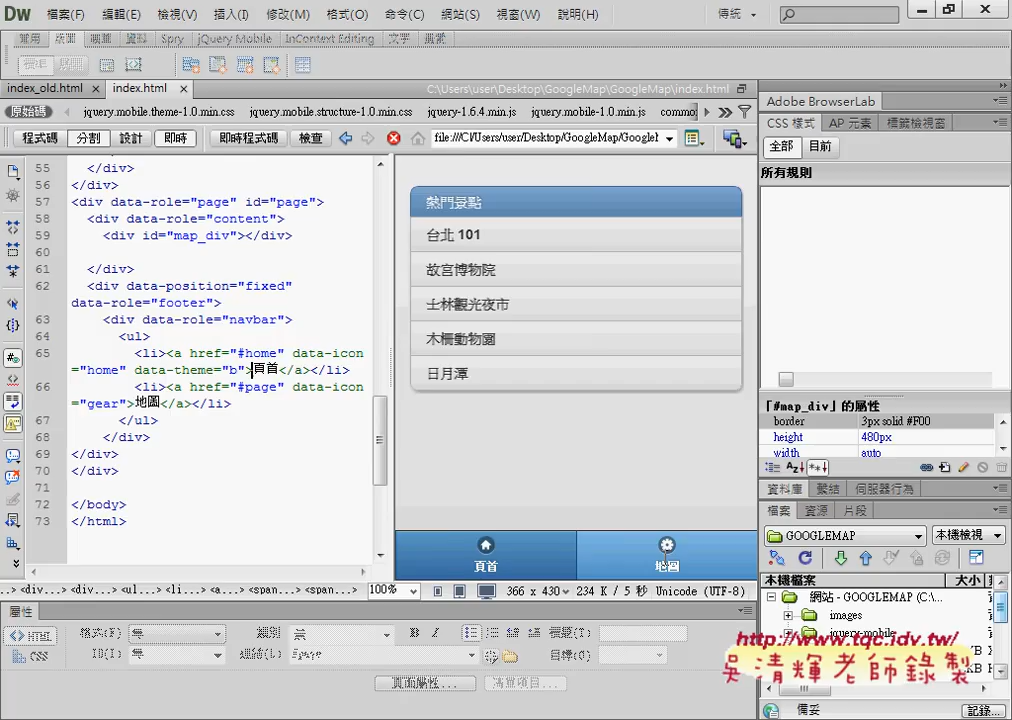 Dw 檔案(F) 編輯(E) 檢視(V) 插入(I) 修改(M) 格式(O) 命令(C) 網站(S) 視窗(W) 說明(H) 傳統
常用 版面 表單 資料 Spry jQuery Mobile InContext Editing 文字 我的最愛
標準
index_old.html index.html C:\Users\user\Desktop\GoogleMap\GoogleMap\index.html
原始碼 jquery.mobile.theme-1.0.min.css jquery.mobile.structure-1.0.min.css jquery-1.6.4.min.js jquery.mobile-1.0.min.js
程式碼 分割 設計 即時 即時程式碼 檢查 file:///C|/Users/user/Desktop/GoogleMap/Googlel
55 </div>
56 </div>
57 <div data-role="page" id="page">
58 <div data-role="content">
59 <div id="map_div"></div>
60
61 </div>
62 <div data-position="fixed"
data-role="footer">
63 <div data-role="navbar">
64 <ul>
65 <li><a href="#home" data-icon
="home" data-theme="b">頁首</a></li>
66 <li><a href="#page" data-icon
="gear">地圖</a></li>
67 </ul>
68 </div>
69 </div>
70 </div>
71
72 </body>
73 </html>
熱門景點
台北 101
故宮博物院
士林觀光夜市
木柵動物園
日月潭
頁首 地圖
..> <div...> <div...> <ul...> <li...> <a...> <span...> <span...> 100% 366 x 430 234 K / 5 秒 Unicode (UTF-8)
屬性
<> HTML 格式(F) 無 類別 無 B I 標題(T)
CSS ID(I) 無 連結(L) #page 目標(G)
頁面屬性... 清單項目...
Adobe BrowserLab
CSS 樣式 AP 元素 標籤檢視窗
全部 目前
所有規則
「#map_div」的屬性
border 3px solid #F00
height 480px
width auto
資料庫 繫結 伺服器行為
檔案 資源 片段
GOOGLEMAP 本機檢視
本機檔案 大小
網站 - GOOGLEMAP (C:\...
images
jquery-mobile
http://www.tqc.idv.tw/
吳清輝老師錄製
備妥 記錄...